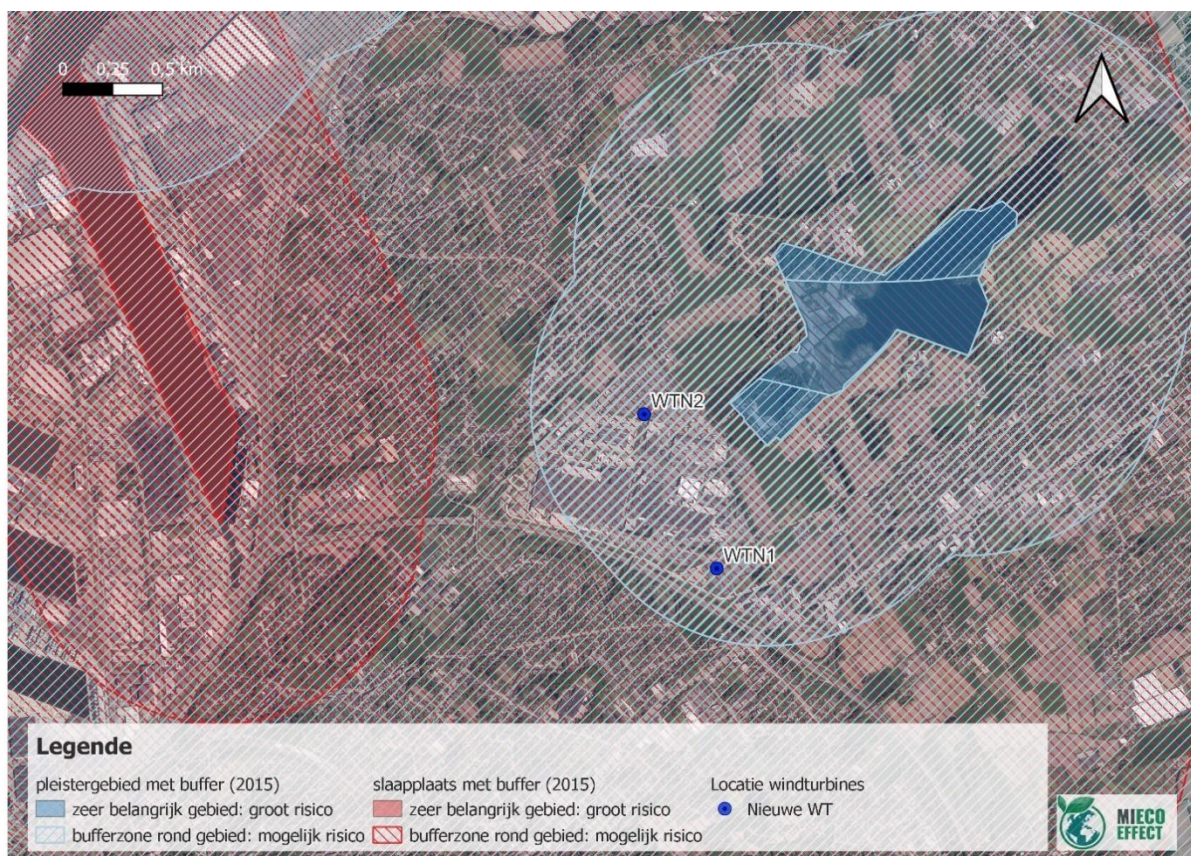 0 0,25 0,5 km
WTN2
WTN1
Legende
pleistergebied met buffer (2015)
zeer belangrijk gebied: groot risico
bufferzone rond gebied: mogelijk risico
slaapplaats met buffer (2015)
zeer belangrijk gebied: groot risico
bufferzone rond gebied: mogelijk risico
Locatie windturbines
Nieuwe WT
MIECO
EFFECT